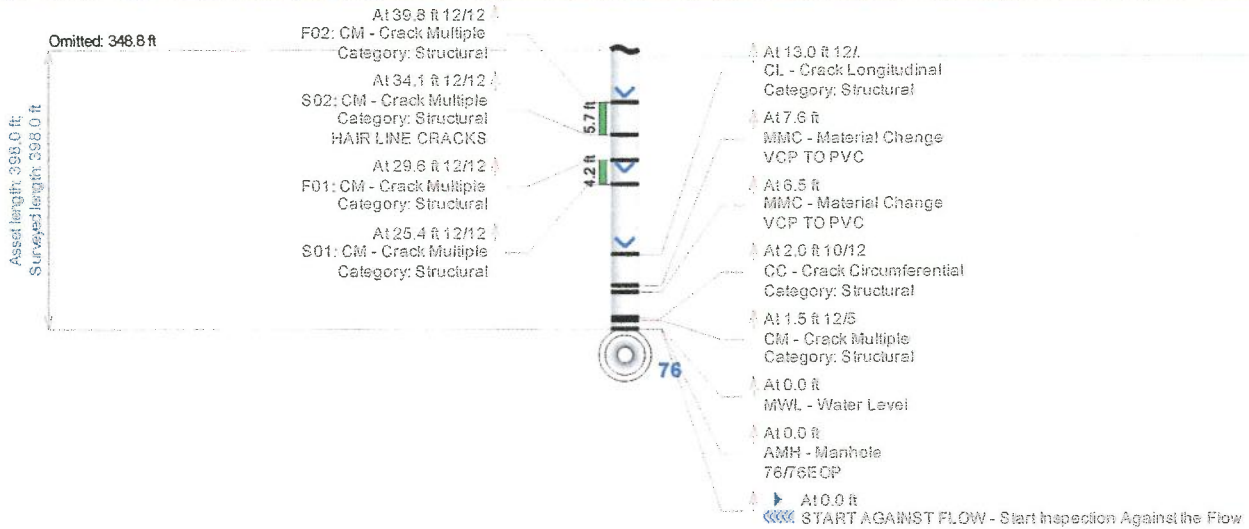 At 39.8 ft 12/12
F02: CM - Crack Multiple
Category: Structural
Omitted: 348.8 ft
At 34.1 ft 12/12
S02: CM - Crack Multiple
Category: Structural
HAIR LINE CRACKS
At 29.6 ft 12/12
F01: CM - Crack Multiple
Category: Structural
At 25.4 ft 12/12
S01: CM - Crack Multiple
Category: Structural
Asset length: 398.0 ft;
Surveyed length: 398.0 ft
5.7 ft
4.2 ft
76
At 13.0 ft 12/.
CL - Crack Longitudinal
Category: Structural
At 7.6 ft
MMC - Material Change
VCP TO PVC
At 6.5 ft
MMC - Material Change
VCP TO PVC
At 2.0 ft 10/12
CC - Crack Circumferential
Category: Structural
At 1.5 ft 12/5
CM - Crack Multiple
Category: Structural
At 0.0 ft
MWL - Water Level
At 0.0 ft
AMH - Manhole
76/76EOP
At 0.0 ft
START AGAINST FLOW - Start Inspection Against the Flow